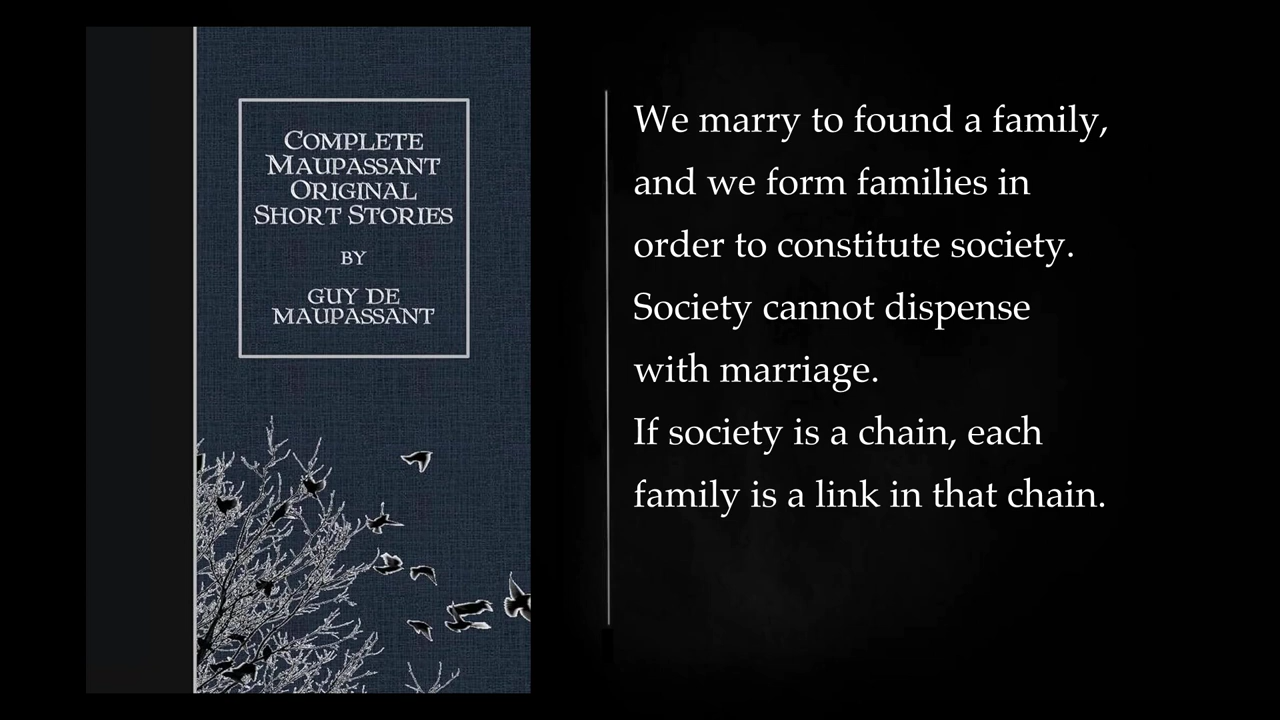 COMPLETE
MAUPASSANT
ORIGINAL
SHORT STORIES
BY
GUY DE
MAUPASSANT
We marry to found a family,
and we form families in
order to constitute society.
Society cannot dispense
with marriage.
If society is a chain, each
family is a link in that chain.